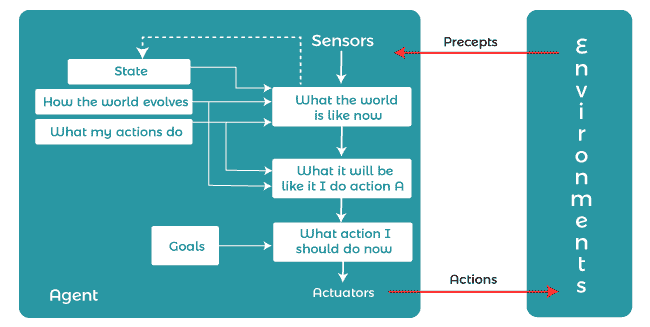 Sensors
Precepts
State
How the world evolves
What my actions do
What the world
is like now
What it will be
like it I do action A
What action I
should do now
Goals
Actuators
Actions
Agent
Environments